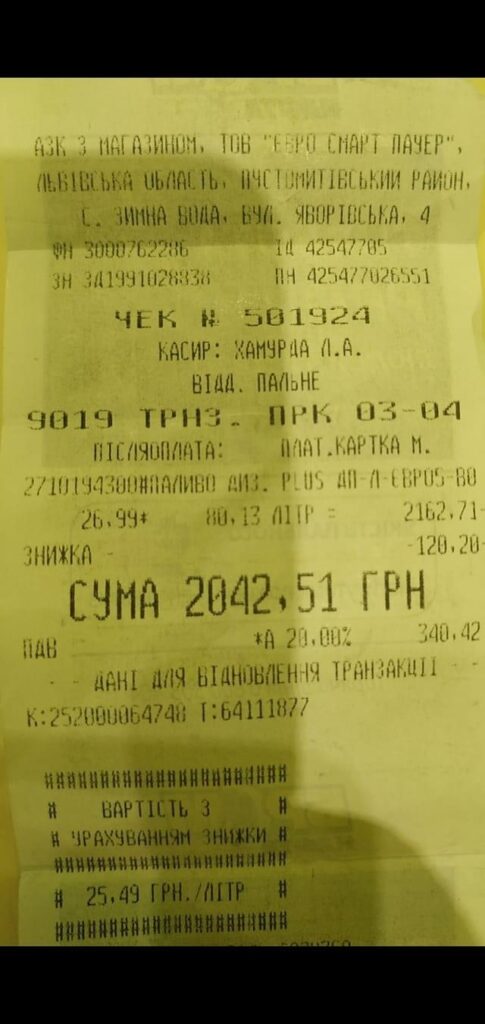 АЗК З МАГАЗИНОМ, ТОВ "ЄВРО СМАРТ ПАУЕР",
ЛЬВІВСЬКА ОБЛАСТЬ, ПУСТОМИТІВСЬКИЙ РАЙОН,
С. ЗИМНА ВОДА, ВУЛ. ЯВОРІВСЬКА, 4
ФН 3000762286 ІД 42547705
ЗН ЗД1991028838 ПН 425477026551
ЧЕК № 501924
КАСИР: ХАМУРДА Л.А.
ВІДД. ПАЛЬНЕ
9019 ТРНЗ. ПРК 03-04
ПІСЛЯОПЛАТА: ПЛАТ.КАРТКА М.
2710194300#ПАЛИВО ДИЗ. PLUS ДП-Л-ЄВРО5-В0
26,99* 80,13 ЛІТР = 2162,71-
ЗНИЖКА - -120,20-
СУМА 2042,51 ГРН
ПДВ *А 20.00% 340,42
- - ДАНІ ДЛЯ ВІДНОВЛЕННЯ ТРАНЗАКЦІЇ - -
К:252000064748 Т:64111877
######################
# ВАРТІСТЬ З #
# УРАХУВАННЯМ ЗНИЖКИ #
######################
# 25,49 ГРН./ЛІТР #
######################